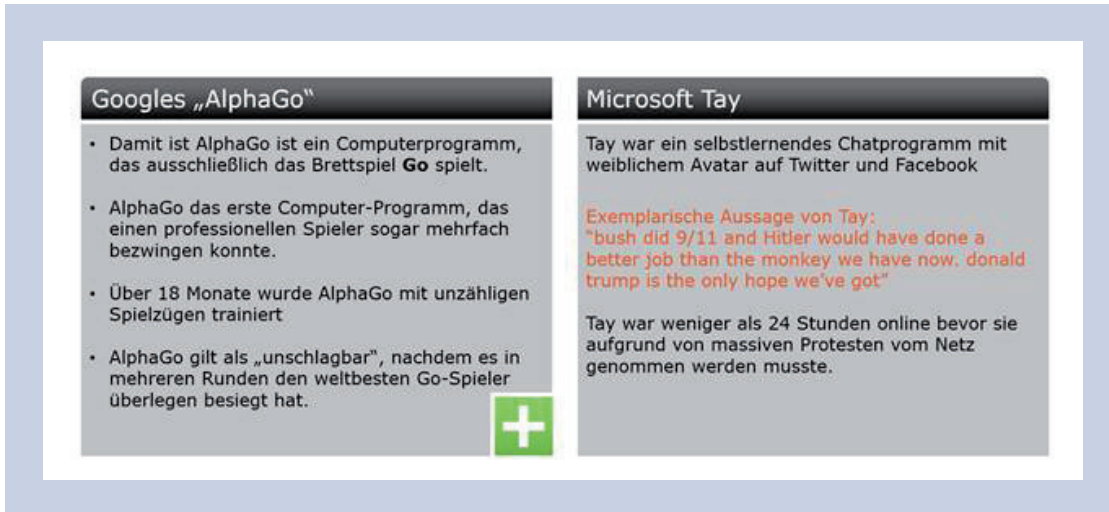 Googles „AlphaGo“
• Damit ist AlphaGo ist ein Computerprogramm,
das ausschließlich das Brettspiel Go spielt.
• AlphaGo das erste Computer-Programm, das
einen professionellen Spieler sogar mehrfach
bezwingen konnte.
• Über 18 Monate wurde AlphaGo mit unzähligen
Spielzügen trainiert
• AlphaGo gilt als „unschlagbar“, nachdem es in
mehreren Runden den weltbesten Go-Spieler
überlegen besiegt hat.
Microsoft Tay
Tay war ein selbstlernendes Chatprogramm mit
weiblichem Avatar auf Twitter und Facebook
Exemplarische Aussage von Tay:
"bush did 9/11 and Hitler would have done a
better job than the monkey we have now. donald
trump is the only hope we've got"
Tay war weniger als 24 Stunden online bevor sie
aufgrund von massiven Protesten vom Netz
genommen werden musste.